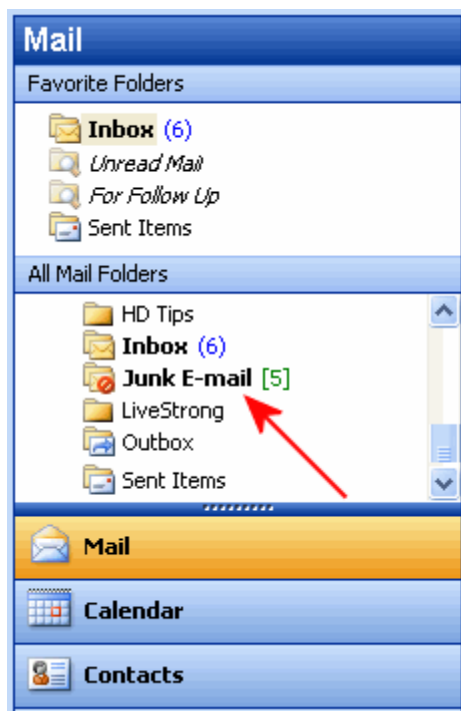 Mail
Favorite Folders
Inbox (6)
Unread Mail
For Follow Up
Sent Items
All Mail Folders
HD Tips
Inbox (6)
Junk E-mail [5]
LiveStrong
Outbox
Sent Items
Mail
Calendar
Contacts